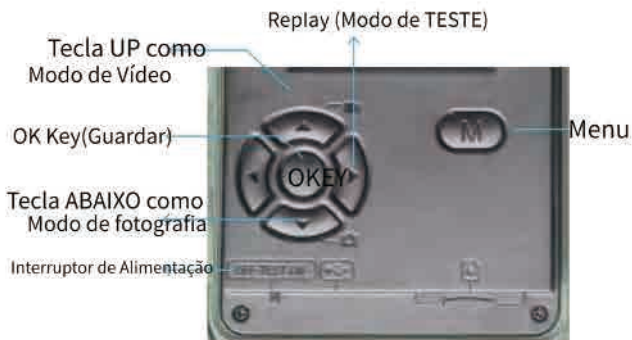 Replay (Modo de TESTE)
Tecla UP como
Modo de Vídeo
M
Menu
OK Key(Guardar)
OKEY
Tecla ABAIXO como
Modo de fotografia
Interruptor de Alimentação
OFF TEST ON